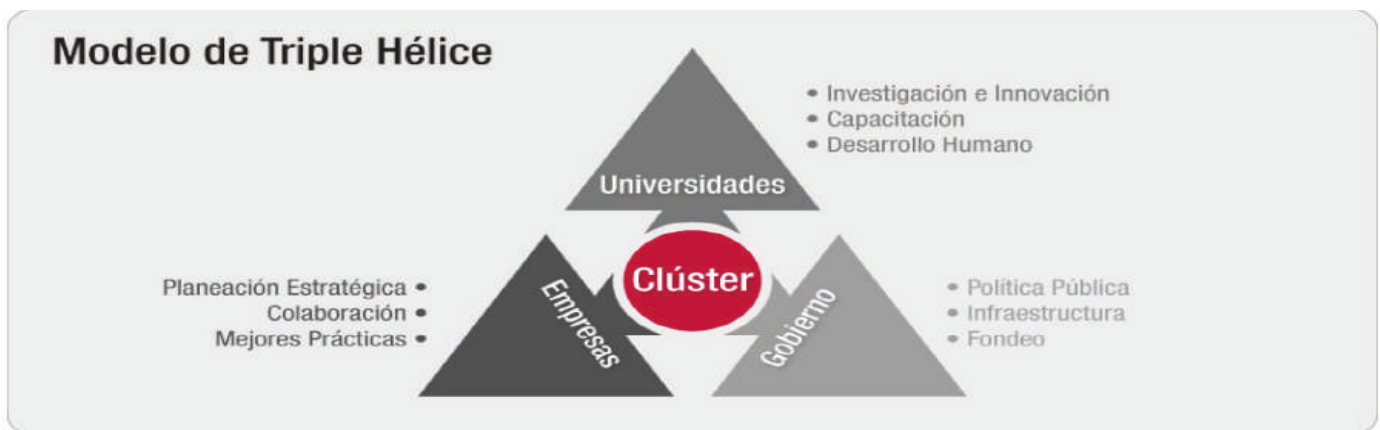 Modelo de Triple Hélice
• Investigación e Innovación
• Capacitación
• Desarrollo Humano
Universidades
Clúster
Planeación Estratégica •
Colaboración •
Mejores Prácticas •
Empresas
Gobierno
• Política Pública
• Infraestructura
• Fondeo